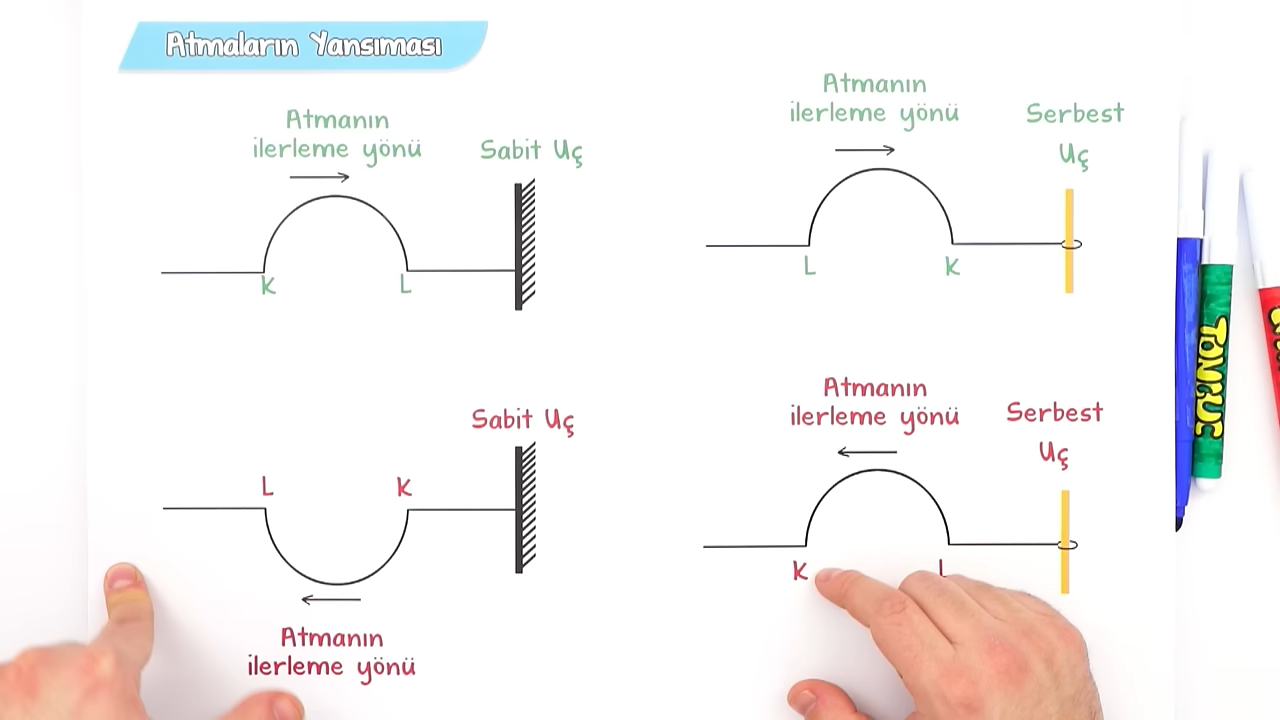 Atmaların Yansıması
Atmanın
ilerleme yönü
Sabit Uç
K
L
Atmanın
ilerleme yönü
Serbest
Uç
L
K
Sabit Uç
L
K
Atmanın
ilerleme yönü
Atmanın
ilerleme yönü
Serbest
Uç
K
L